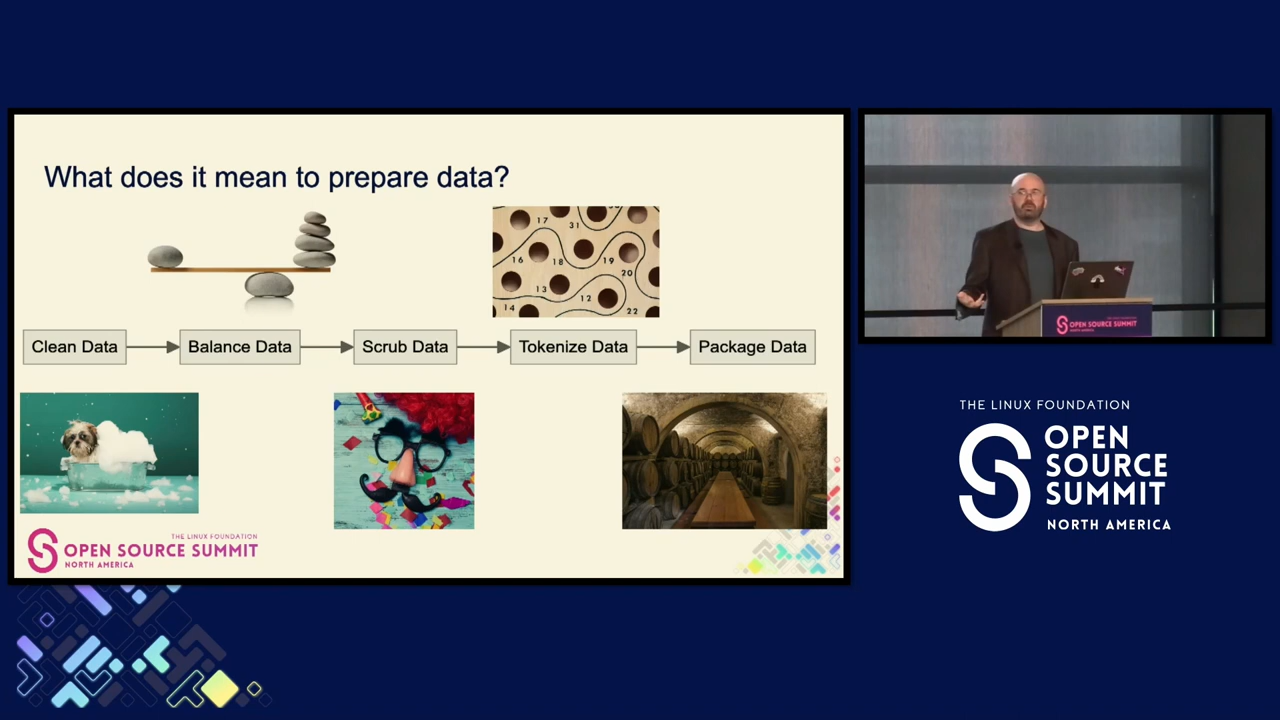 What does it mean to prepare data?
17
31
16
18
19
20
13
12
14
22
Clean Data
Balance Data
Scrub Data
Tokenize Data
Package Data
THE LINUX FOUNDATION
OPEN SOURCE SUMMIT
NORTH AMERICA
OPEN SOURCE SUMMIT
THE LINUX FOUNDATION
OPEN
SOURCE
SUMMIT
NORTH AMERICA